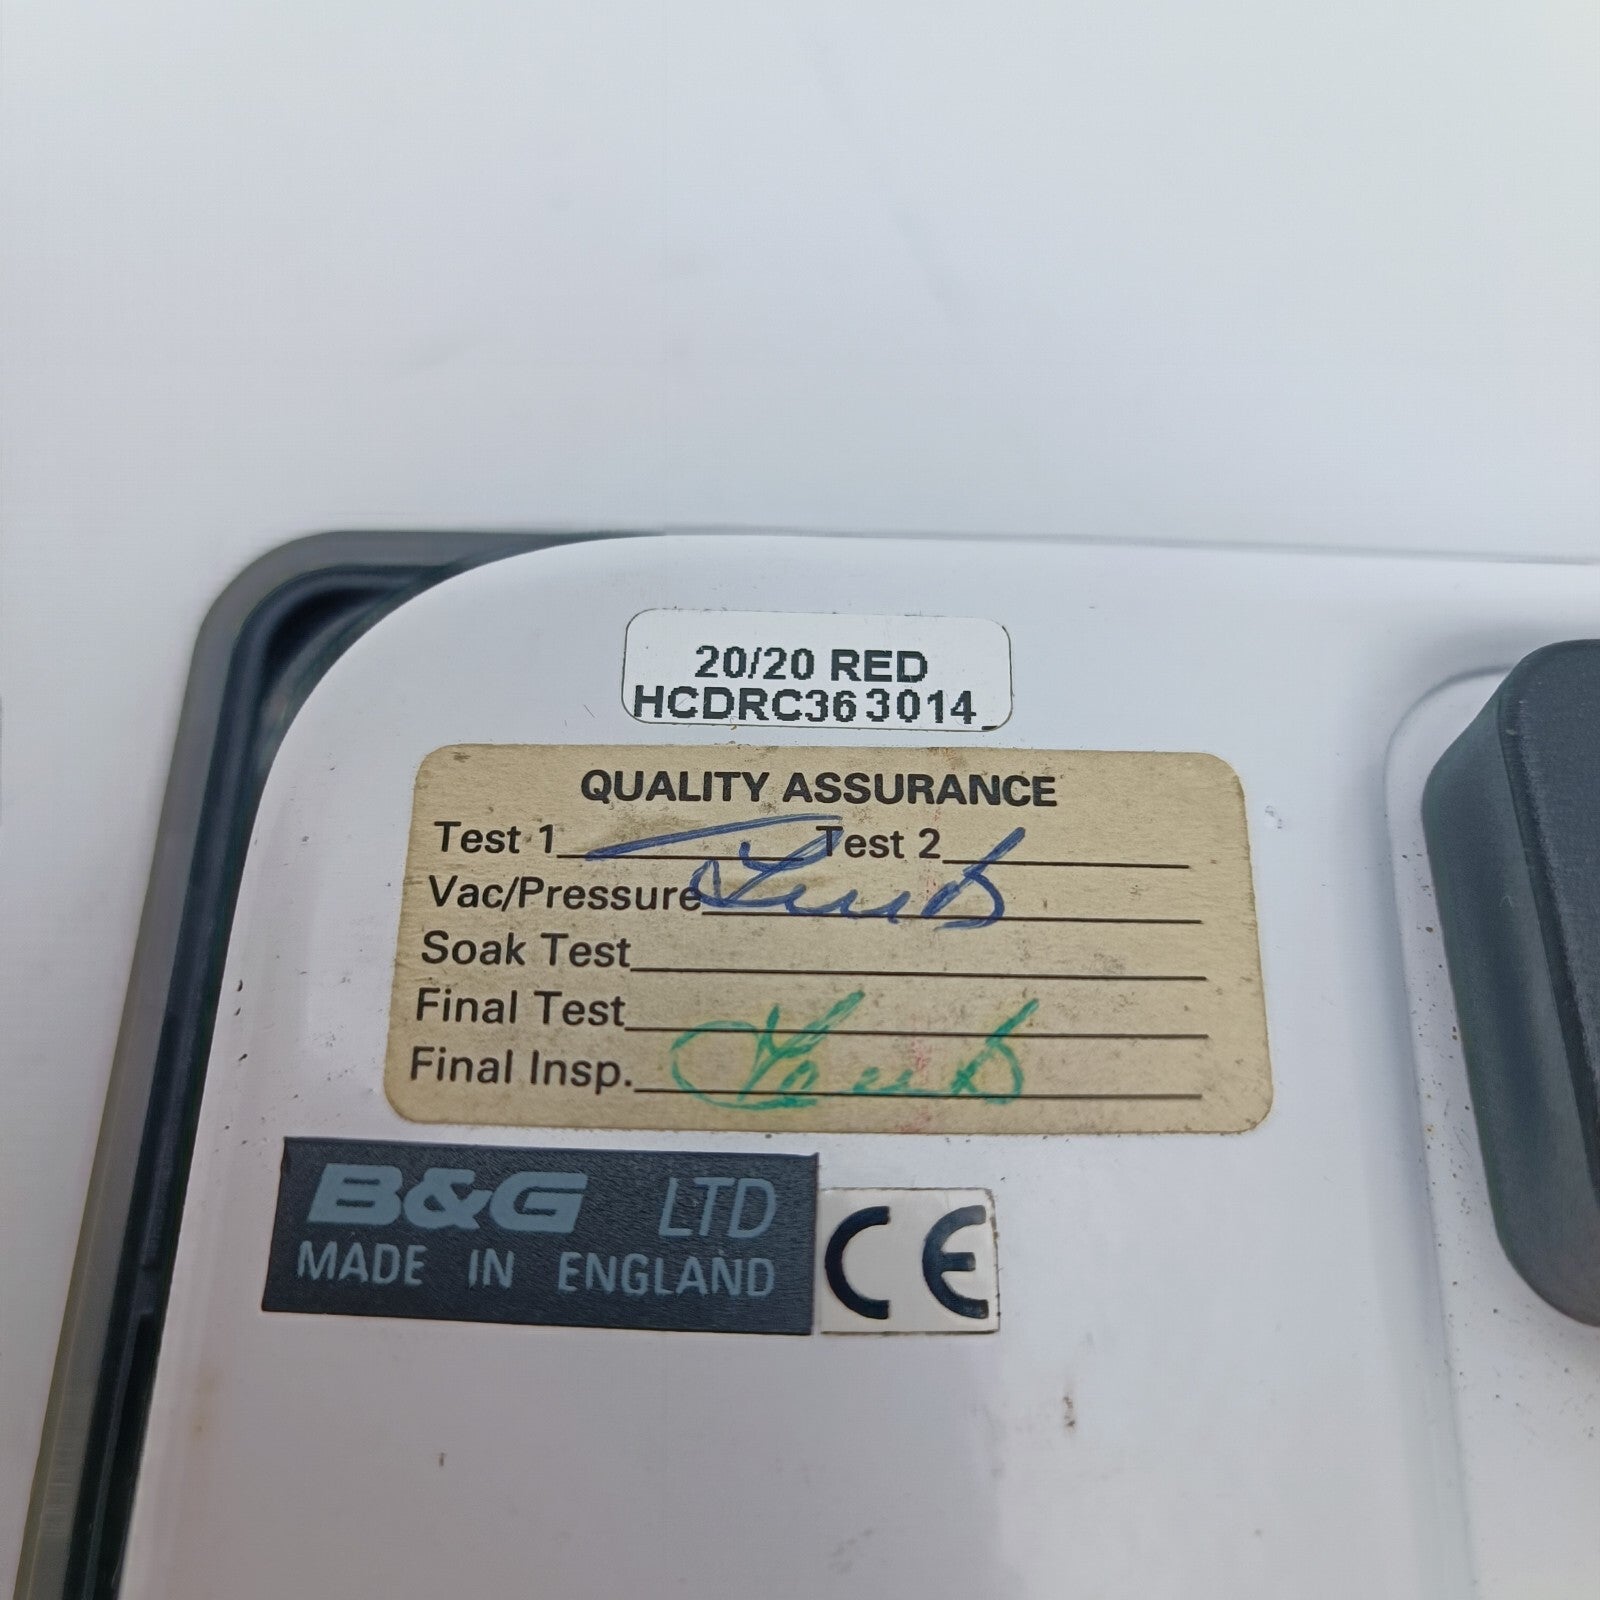 20/20 RED
HCDRC363014_
QUALITY ASSURANCE
Test 1 Test 2
Vac/Pressure
Soak Test
Final Test
Final Insp.
B&G LTD
MADE IN ENGLAND
CE